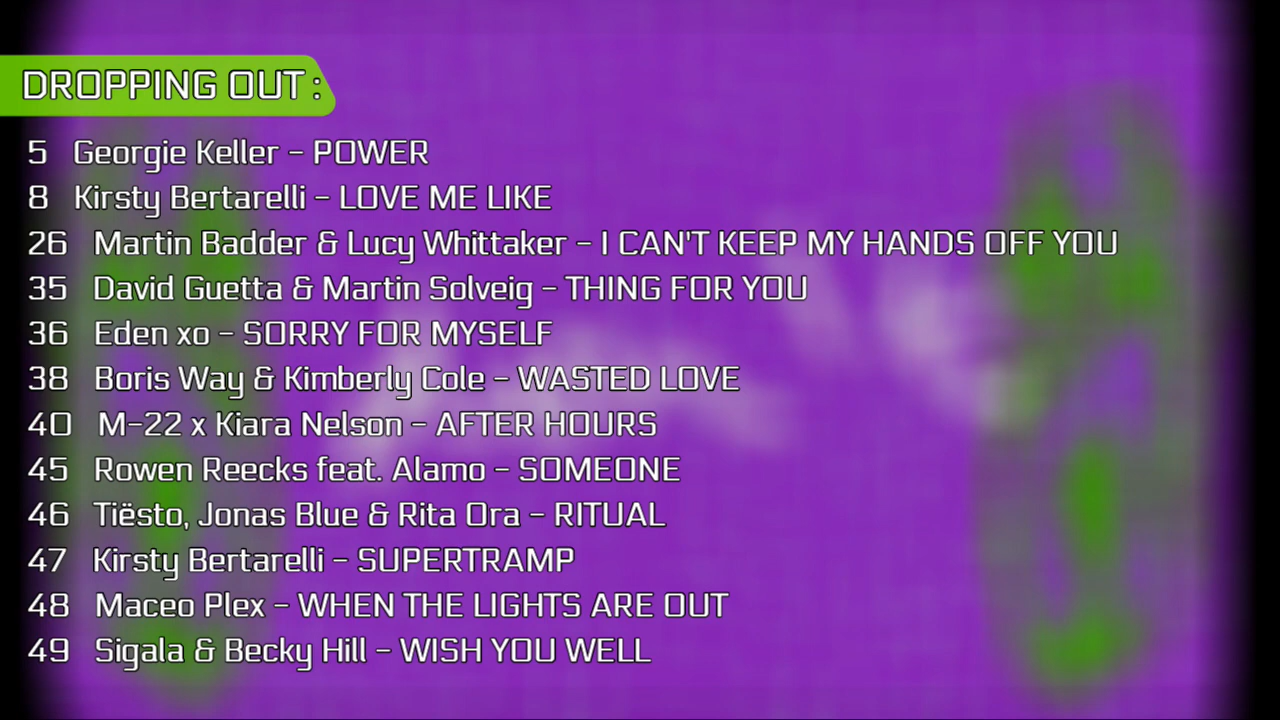 DROPPING OUT :
5 Georgie Keller – POWER
8 Kirsty Bertarelli – LOVE ME LIKE
26 Martin Badder & Lucy Whittaker – I CAN'T KEEP MY HANDS OFF YOU
35 David Guetta & Martin Solveig – THING FOR YOU
36 Eden xo – SORRY FOR MYSELF
38 Boris Way & Kimberly Cole – WASTED LOVE
40 M-22 x Kiara Nelson – AFTER HOURS
45 Rowen Reecks feat. Alamo – SOMEONE
46 Tiësto, Jonas Blue & Rita Ora – RITUAL
47 Kirsty Bertarelli – SUPERTRAMP
48 Maceo Plex – WHEN THE LIGHTS ARE OUT
49 Sigala & Becky Hill – WISH YOU WELL